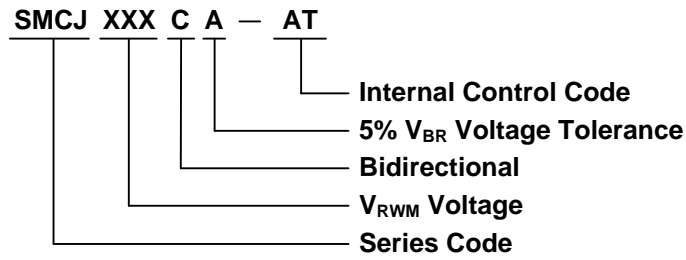 SMCJ XXX C A — AT
Internal Control Code
5% VBR Voltage Tolerance
Bidirectional
VRWM Voltage
Series Code